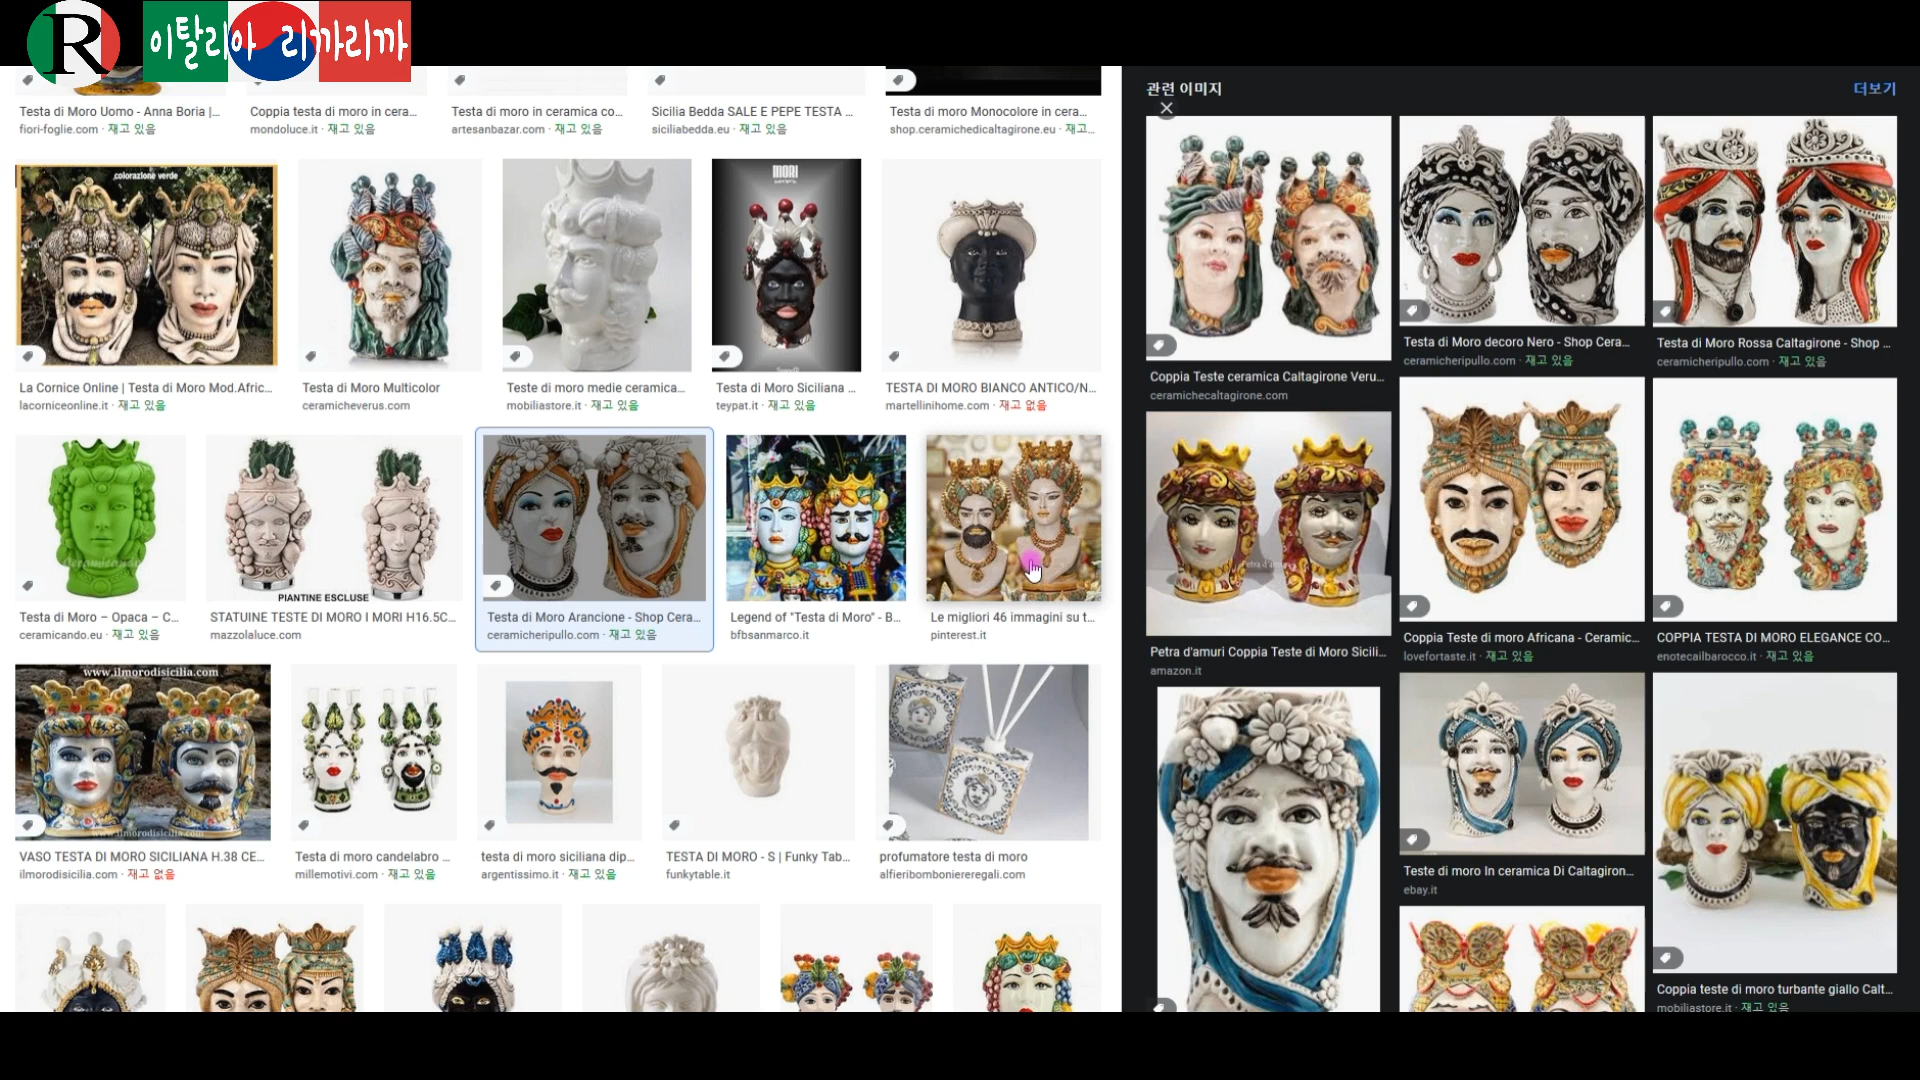 R
이탈리아 리까리까
Testa di Moro Uomo - Anna Boria |...
fiori-foglie.com · 재고 있음
Coppia testa di moro in cera...
mondoluce.it · 재고 있음
Testa di moro in ceramica co...
artesanbazar.com · 재고 있음
Sicilia Bedda SALE E PEPE TESTA ...
siciliabedda.eu · 재고 있음
Testa di moro Monocolore in cera...
shop.ceramichedicaltagirone.eu · 재고...
colorazione verde
MORI
La Cornice Online | Testa di Moro Mod.Afric...
lacorniceonline.it · 재고 있음
Testa di Moro Multicolor
ceramicheverus.com
Teste di moro medie ceramica...
mobiliastore.it · 재고 있음
Testa di Moro Siciliana ...
teypat.it · 재고 있음
TESTA DI MORO BIANCO ANTICO/N...
martellinihome.com · 재고 없음
PIANTINE ESCLUSE
Testa di Moro – Opaca – C...
ceramicando.eu · 재고 있음
STATUINE TESTE DI MORO I MORI H16.5C...
mazzolaluce.com
Testa di Moro Arancione - Shop Cera...
ceramicheripullo.com · 재고 있음
Legend of "Testa di Moro" - B...
bfbsanmarco.it
Le migliori 46 immagini su t...
pinterest.it
www.ilmorodisicilia.com
www.ilmorodisicilia.com
VASO TESTA DI MORO SICILIANA H.38 CE...
ilmorodisicilia.com · 재고 없음
Testa di moro candelabro ...
millemotivi.com · 재고 있음
testa di moro siciliana dip...
argentissimo.it · 재고 있음
TESTA DI MORO - S | Funky Tab...
funkytable.it
profumatore testa di moro
alfieribomboniereregali.com
관련 이미지
더보기
Coppia Teste ceramica Caltagirone Veru...
ceramichecaltagirone.com
Testa di Moro decoro Nero - Shop Cera...
ceramicheripullo.com · 재고 있음
Testa di Moro Rossa Caltagirone - Shop ...
ceramicheripullo.com · 재고 있음
Petra d'amuri Coppia Teste di Moro Sicili...
amazon.it
Coppia Teste di moro Africana - Ceramic...
lovefortaste.it · 재고 있음
COPPIA TESTA DI MORO ELEGANCE CO...
enotecailbarocco.it · 재고 있음
Teste di moro In ceramica Di Caltagiron...
ebay.it
Coppia teste di moro turbante giallo Calt...
mobiliastore.it · 재고 있음